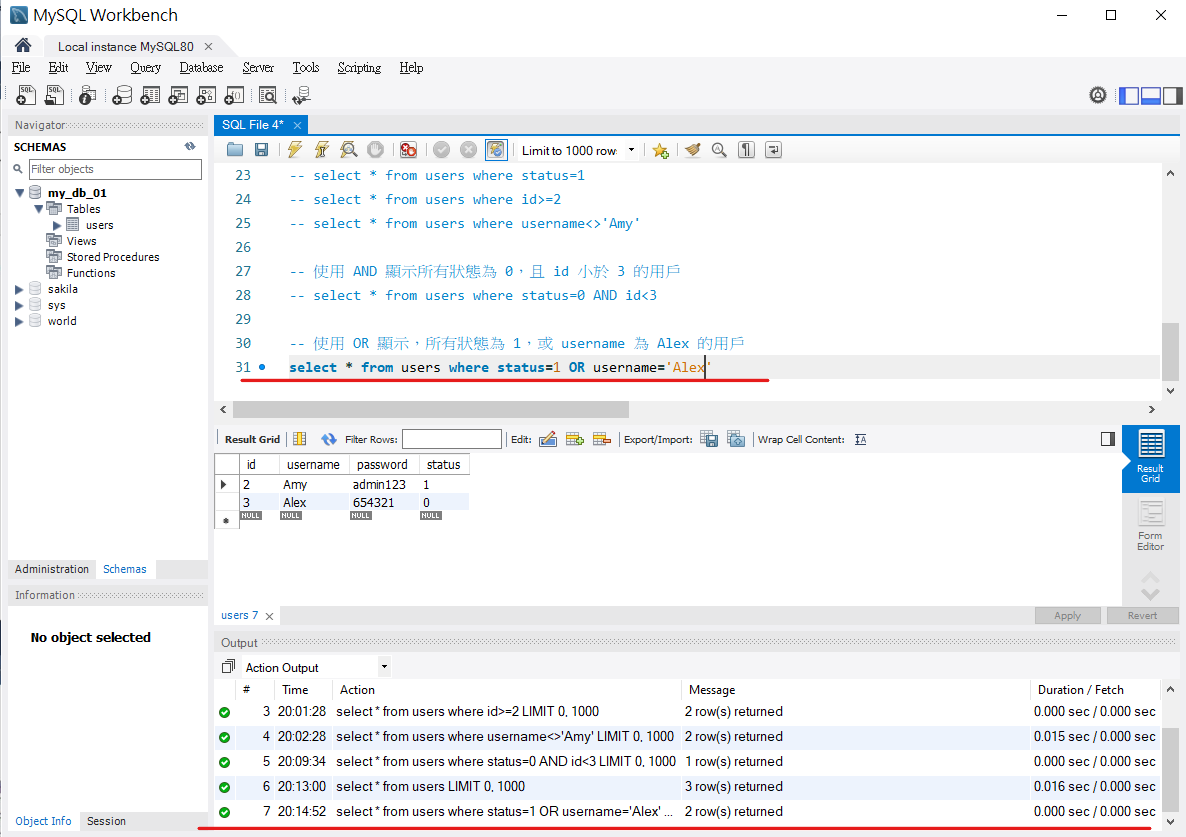 MySQL Workbench
Local instance MySQL80
File Edit View Query Database Server Tools Scripting Help
Navigator
SCHEMAS
Filter objects
my_db_01
Tables
users
Views
Stored Procedures
Functions
sakila
sys
world
Administration Schemas
Information
No object selected
Object Info Session
SQL File 4*
Limit to 1000 rows
23 -- select * from users where status=1
24 -- select * from users where id>=2
25 -- select * from users where username<>'Amy'
26
27 -- 使用 AND 顯示所有狀態為 0，且 id 小於 3 的用戶
28 -- select * from users where status=0 AND id<3
29
30 -- 使用 OR 顯示，所有狀態為 1，或 username 為 Alex 的用戶
31 select * from users where status=1 OR username='Alex'
Result Grid Filter Rows: Edit: Export/Import: Wrap Cell Content:
id username password status
2 Amy admin123 1
3 Alex 654321 0
NULL NULL NULL NULL
Result
Grid
Form
Editor
users 7
Apply Revert
Output
Action Output
# Time Action Message Duration / Fetch
3 20:01:28 select * from users where id>=2 LIMIT 0, 1000 2 row(s) returned 0.000 sec / 0.000 sec
4 20:02:28 select * from users where username<>'Amy' LIMIT 0, 1000 2 row(s) returned 0.015 sec / 0.000 sec
5 20:09:34 select * from users where status=0 AND id<3 LIMIT 0, 1000 1 row(s) returned 0.000 sec / 0.000 sec
6 20:13:00 select * from users LIMIT 0, 1000 3 row(s) returned 0.016 sec / 0.000 sec
7 20:14:52 select * from users where status=1 OR username='Alex' ... 2 row(s) returned 0.000 sec / 0.000 sec